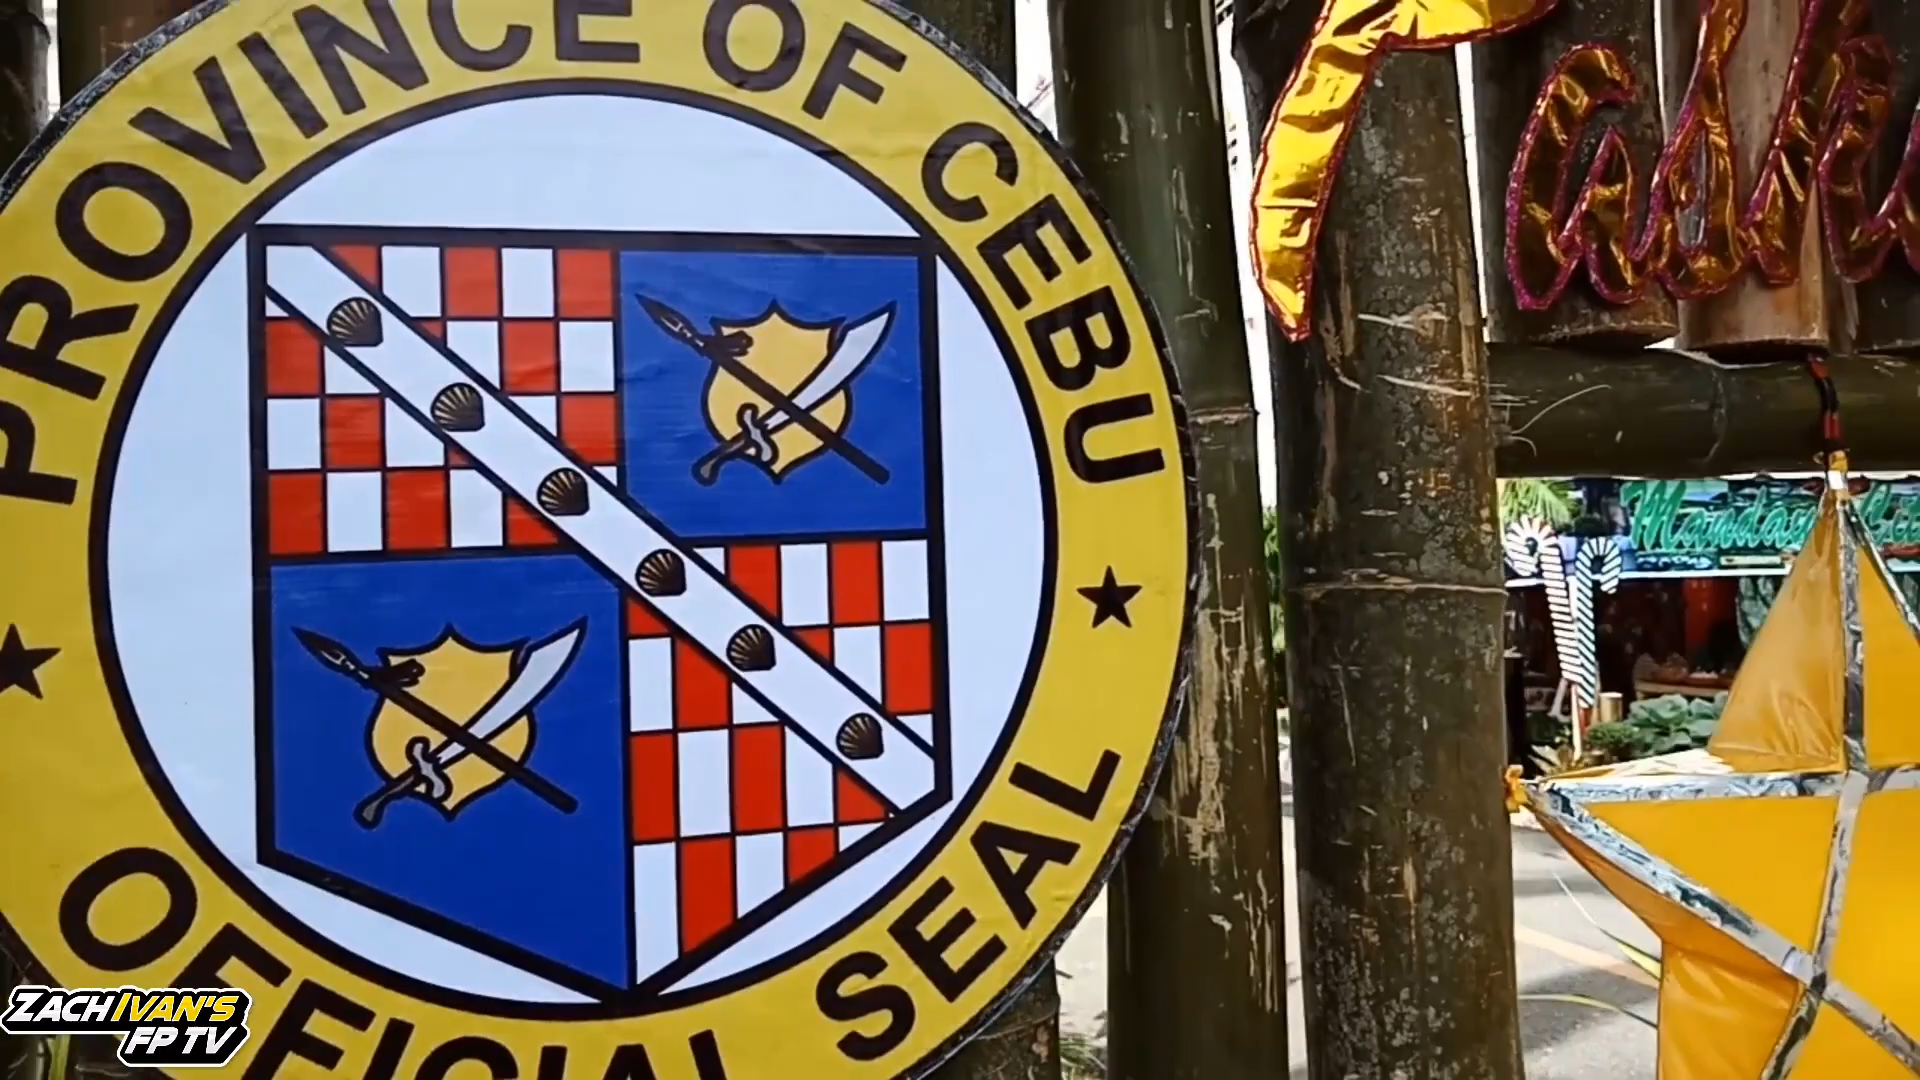 PROVINCE OF CEBU
OFFICIAL SEAL
ZACHIVAN'S
FP TV